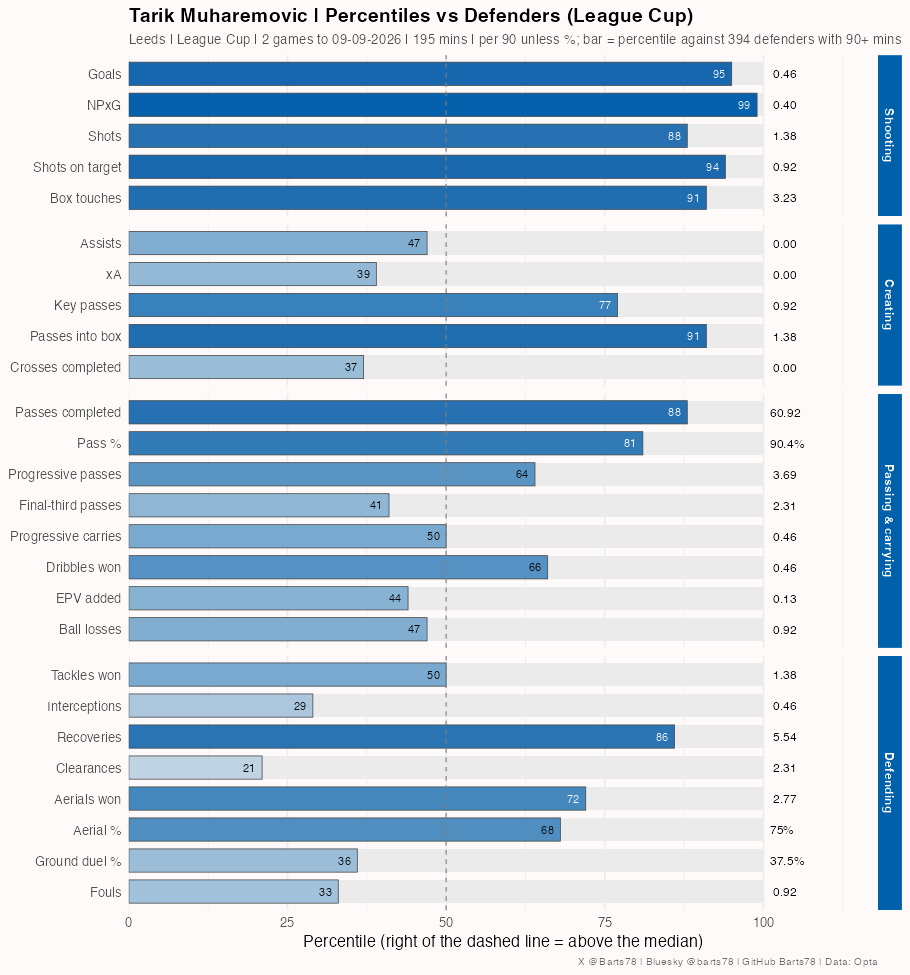 Tarik Muharemovic | Percentiles vs Defenders (League Cup)
Leeds | League Cup | 2 games to 09-09-2026 | 195 mins | per 90 unless %; bar = percentile against 394 defenders with 90+ mins
Goals 95 0.46
NPxG 99 0.40
Shots 88 1.38
Shots on target 94 0.92
Box touches 91 3.23
Shooting
Assists 47 0.00
xA 39 0.00
Key passes 77 0.92
Passes into box 91 1.38
Crosses completed 37 0.00
Creating
Passes completed 88 60.92
Pass % 81 90.4%
Progressive passes 64 3.69
Final-third passes 41 2.31
Progressive carries 50 0.46
Dribbles won 66 0.46
EPV added 44 0.13
Ball losses 47 0.92
Passing & carrying
Tackles won 50 1.38
Interceptions 29 0.46
Recoveries 86 5.54
Clearances 21 2.31
Aerials won 72 2.77
Aerial % 68 75%
Ground duel % 36 37.5%
Fouls 33 0.92
Defending
0 25 50 75 100
Percentile (right of the dashed line = above the median)
X @Barts78 | Bluesky @barts78 | GitHub Barts78 | Data: Opta